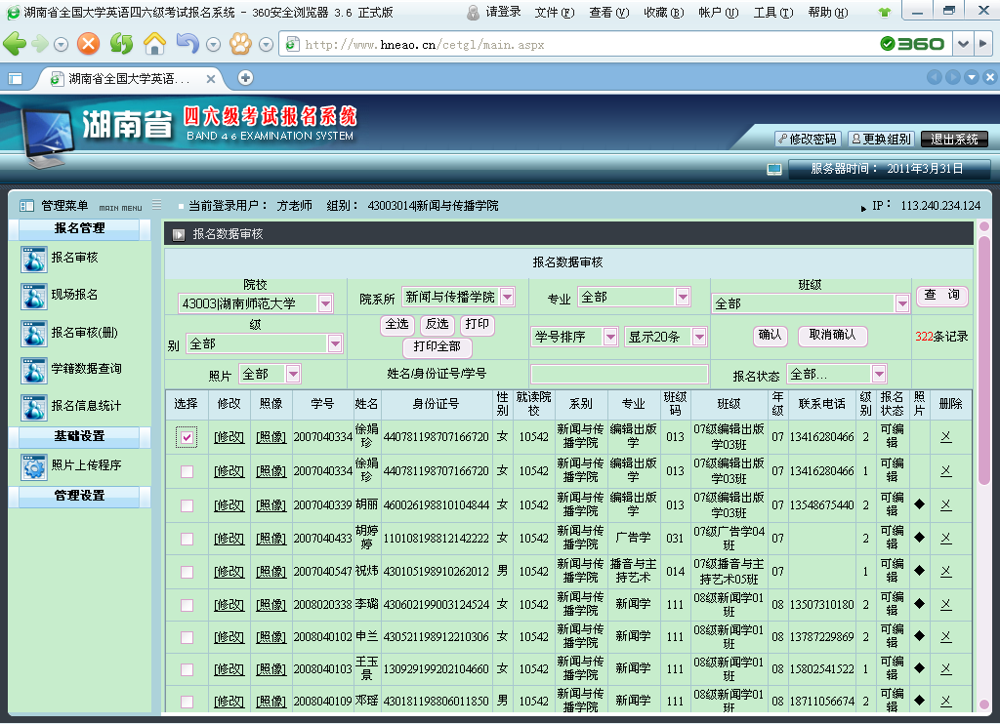 湖南省全国大学英语四六级考试报名系统 - 360安全浏览器 3.6 正式版 请登录 文件(F) 查看(V) 收藏(B) 帐户(U) 工具(T) 帮助(H)
http://www.hneao.cn/cetgl/main.aspx 360
湖南省全国大学英语...
湖南省 四六级考试报名系统
BAND 4 6 EXAMINATION SYSTEM
修改密码 更换组别 退出系统
服务器时间： 2011年3月31日
管理菜单 MAIN MENU 当前登录用户： 方老师 组别： 43003014|新闻与传播学院 IP： 113.240.234.124
报名管理
报名审核
现场报名
报名审核(册)
学籍数据查询
报名信息统计
基础设置
照片上传程序
管理设置
报名数据审核
报名数据审核
院校 43003|湖南师范大学 院系所 新闻与传播学院 专业 全部 班级 全部 查 询
级别 全部 全选 反选 打印 打印全部 学号排序 显示20条 确认 取消确认 322条记录
照片 全部 姓名/身份证号/学号 报名状态 全部...
选择 修改 照像 学号 姓名 身份证号 性别 就读院校 系别 专业 班级码 班级 年级 联系电话 级别 报名状态 照片 删除
[修改] [照像] 2007040334 徐娟珍 440781198707166720 女 10542 新闻与传播学院 编辑出版学 013 07级编辑出版学03班 07 13416280466 2 可编辑 X
[修改] [照像] 2007040334 徐娟珍 440781198707166720 女 10542 新闻与传播学院 编辑出版学 013 07级编辑出版学03班 07 13416280466 1 可编辑 X
[修改] [照像] 2007040339 胡丽 460026198810104844 女 10542 新闻与传播学院 编辑出版学 013 07级编辑出版学03班 07 13548675440 2 可编辑 ◆ X
[修改] [照像] 2007040433 胡婷婷 110108198812142222 女 10542 新闻与传播学院 广告学 031 07级广告学04班 07 2 可编辑 ◆ X
[修改] [照像] 2007040547 祝炜 430105198910262012 男 10542 新闻与传播学院 播音与主持艺术 014 07级播音与主持艺术05班 07 1 可编辑 ◆ X
[修改] [照像] 2008020338 李璐 430602199003124524 女 10542 新闻与传播学院 新闻学 111 08级新闻学01班 08 13507310180 2 可编辑 ◆ X
[修改] [照像] 2008040102 申兰 430521198912210306 女 10542 新闻与传播学院 新闻学 111 08级新闻学01班 08 13787229869 2 可编辑 ◆ X
[修改] [照像] 2008040103 王玉景 130929199202104660 女 10542 新闻与传播学院 新闻学 111 08级新闻学01班 08 15802541522 1 可编辑 ◆ X
[修改] [照像] 2008040109 邓瑶 430181198806011850 男 10542 新闻与传播学院 新闻学 111 08级新闻学01班 08 18711056674 2 可编辑 ◆ X